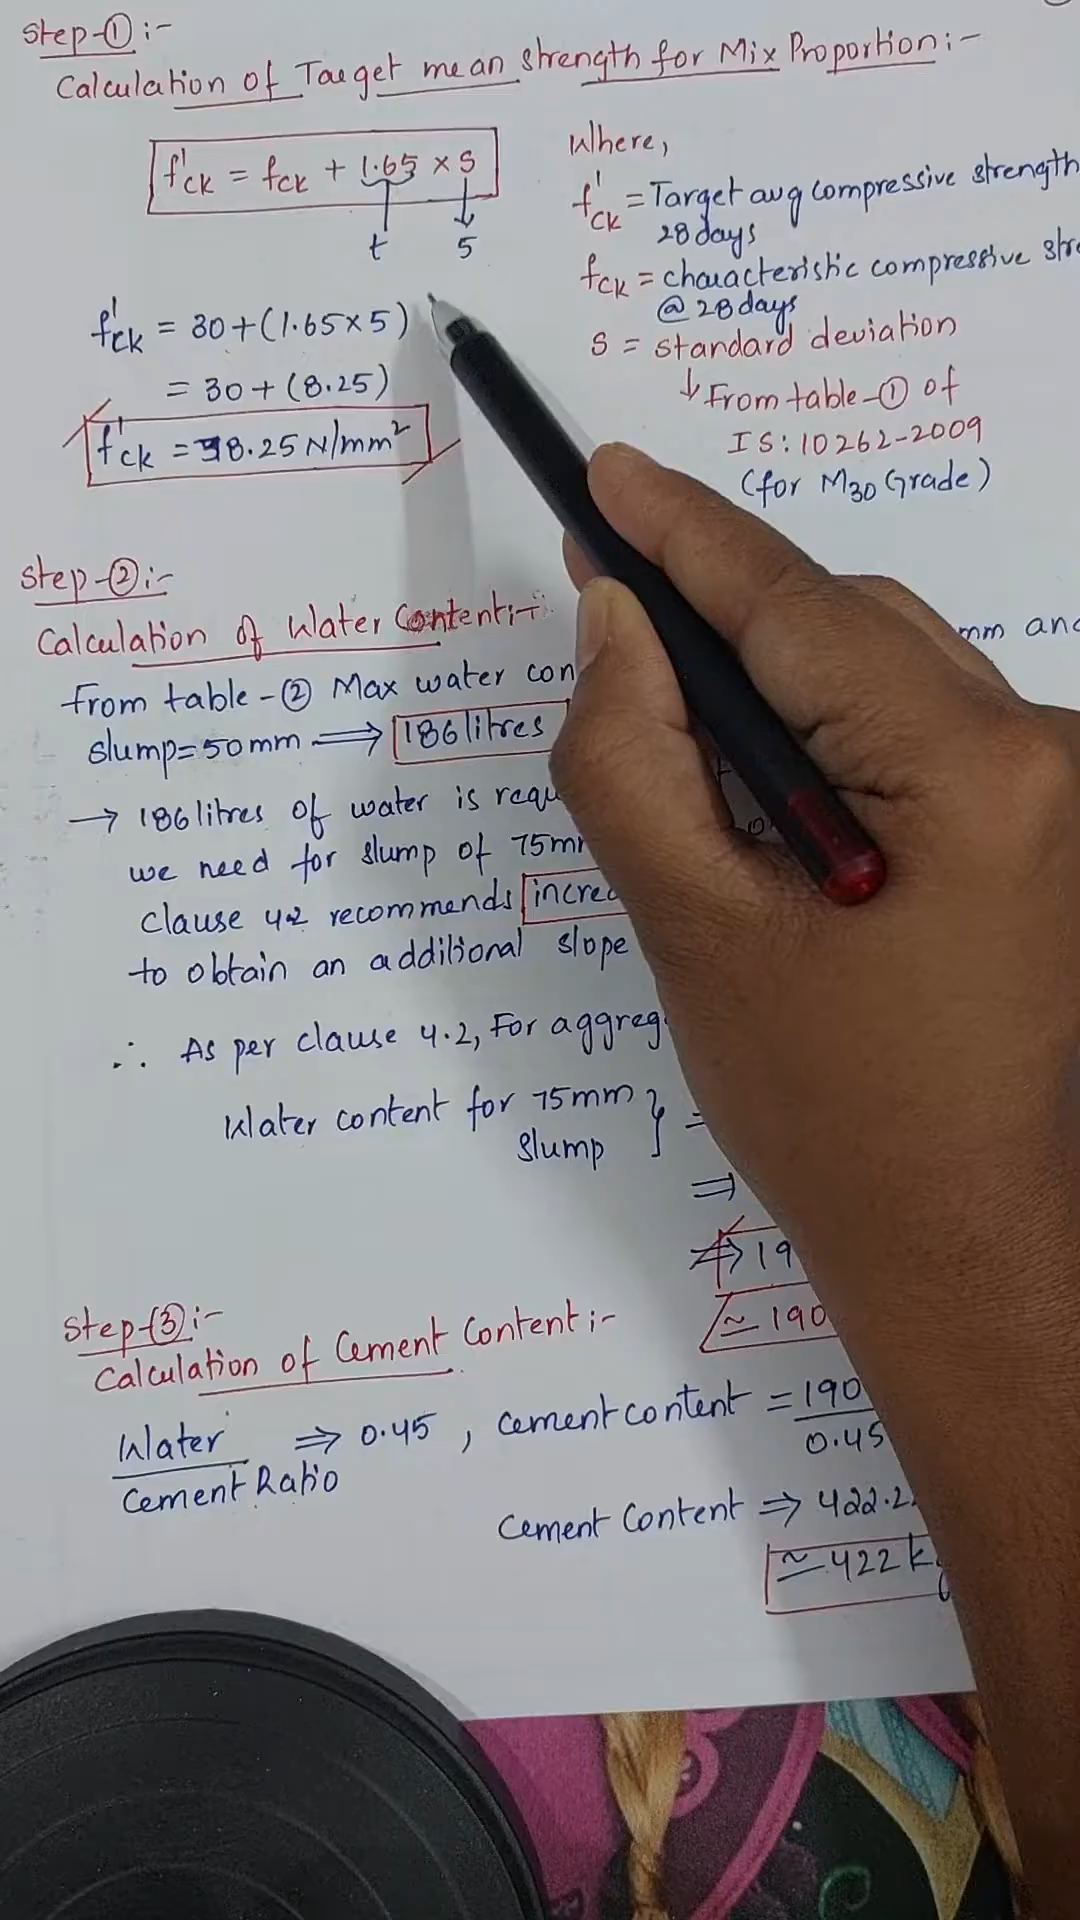 Step-①:-
Calculation of Target mean strength for Mix Proportion:-
f'ck = fck + 1.65 × S
t
5
Where,
f'ck = Target avg compressive strength
28 days
fck = characteristic compressive
@ 28 days
S = standard deviation
↓ From table-① of
IS:10262-2009
(for M30 Grade)
f'ck = 30+(1.65×5)
= 30+(8.25)
f'ck = 38.25 N/mm²
Step-②:-
Calculation of Water Content:-
from table-② Max water
mm and
slump=50mm ⟹ 186 litres
→ 186 litres of water is
we need for slump of
clause 4.2 recommends
to obtain an additional slope
∴ As per clause 4.2, For
Water content for 75mm } =
slump
⇒
⇒ 19
≃ 190
Step-③:-
Calculation of Cement Content:-
Water ⇒ 0.45 , cement content = 190
Cement Ratio
0.45
Cement Content ⇒ 422.2
≃ 422 k